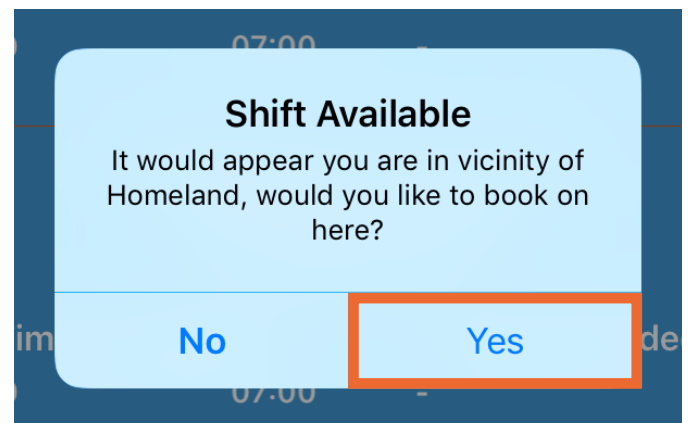 07:00 -
Shift Available
It would appear you are in vicinity of
Homeland, would you like to book on
here?
No Yes
07:00 -